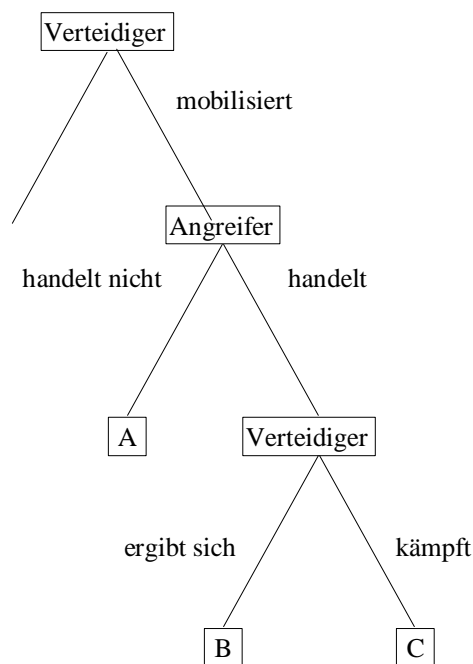 Verteidiger
mobilisiert
Angreifer
handelt nicht
handelt
A
Verteidiger
ergibt sich
kämpft
B
C